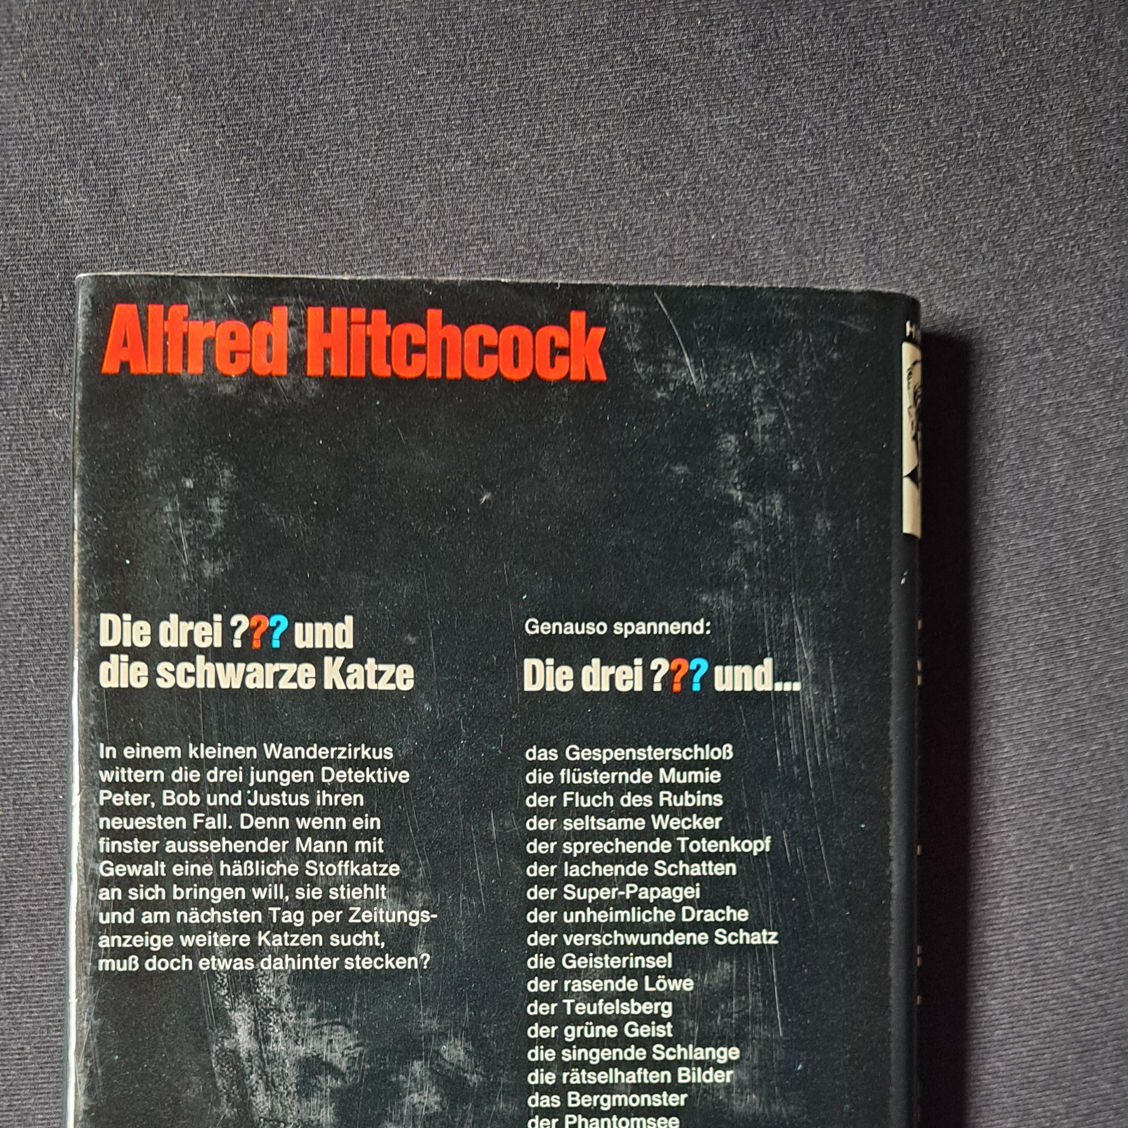 Alfred Hitchcock
Die drei ??? und
die schwarze Katze
In einem kleinen Wanderzirkus
wittern die drei jungen Detektive
Peter, Bob und Justus ihren
neuesten Fall. Denn wenn ein
finster aussehender Mann mit
Gewalt eine häßliche Stoffkatze
an sich bringen will, sie stiehlt
und am nächsten Tag per Zeitungs-
anzeige weitere Katzen sucht,
muß doch etwas dahinter stecken?
Genauso spannend:
Die drei ??? und...
das Gespensterschloß
die flüsternde Mumie
der Fluch des Rubins
der seltsame Wecker
der sprechende Totenkopf
der lachende Schatten
der Super-Papagei
der unheimliche Drache
der verschwundene Schatz
die Geisterinsel
der rasende Löwe
der Teufelsberg
der grüne Geist
die singende Schlange
die rätselhaften Bilder
das Bergmonster
der Phantomsee